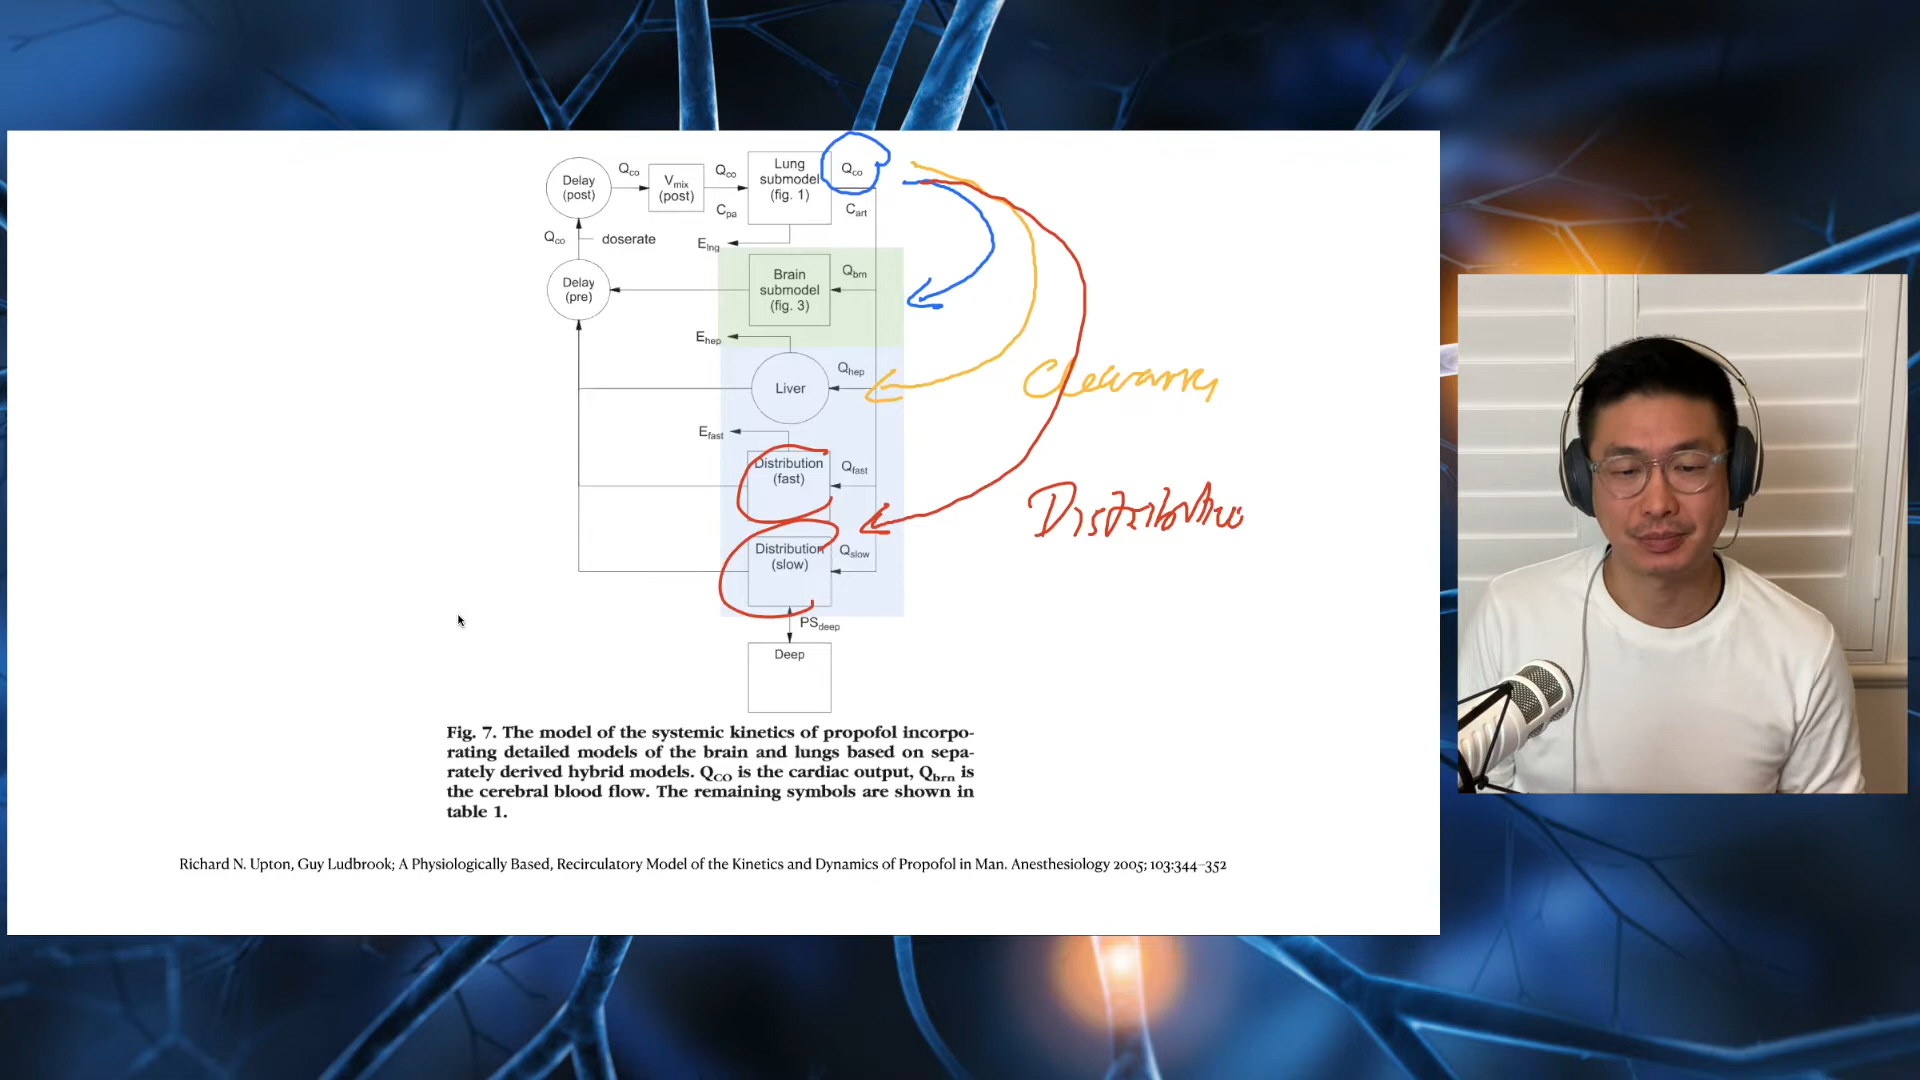 Qco
Vmix
(post)
Qco
Lung
submodel
(fig. 1)
Qco
Delay
(post)
Cpa
Cart
Qco
doserate
Elng
Delay
(pre)
Brain
submodel
(fig. 3)
Qbrn
Ehep
Liver
Qhep
Clearance
Efast
Distribution
(fast)
Qfast
Distribution
Distribution
(slow)
Qslow
PSdeep
Deep
Fig. 7. The model of the systemic kinetics of propofol incorpo-
rating detailed models of the brain and lungs based on sepa-
rately derived hybrid models. QCO is the cardiac output, Qbrn is
the cerebral blood flow. The remaining symbols are shown in
table 1.
Richard N. Upton, Guy Ludbrook; A Physiologically Based, Recirculatory Model of the Kinetics and Dynamics of Propofol in Man. Anesthesiology 2005; 103:344–352